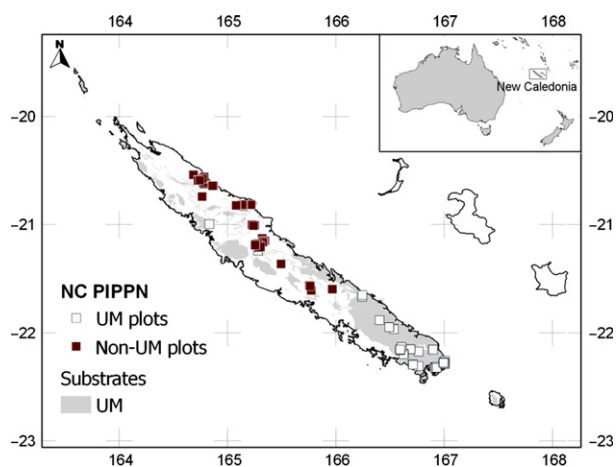 164 165 166 167 168
N
New Caledonia
−20 −20
−21 −21
−22 −22
−23 −23
NC PIPPN
UM plots
Non-UM plots
Substrates
UM
164 165 166 167 168